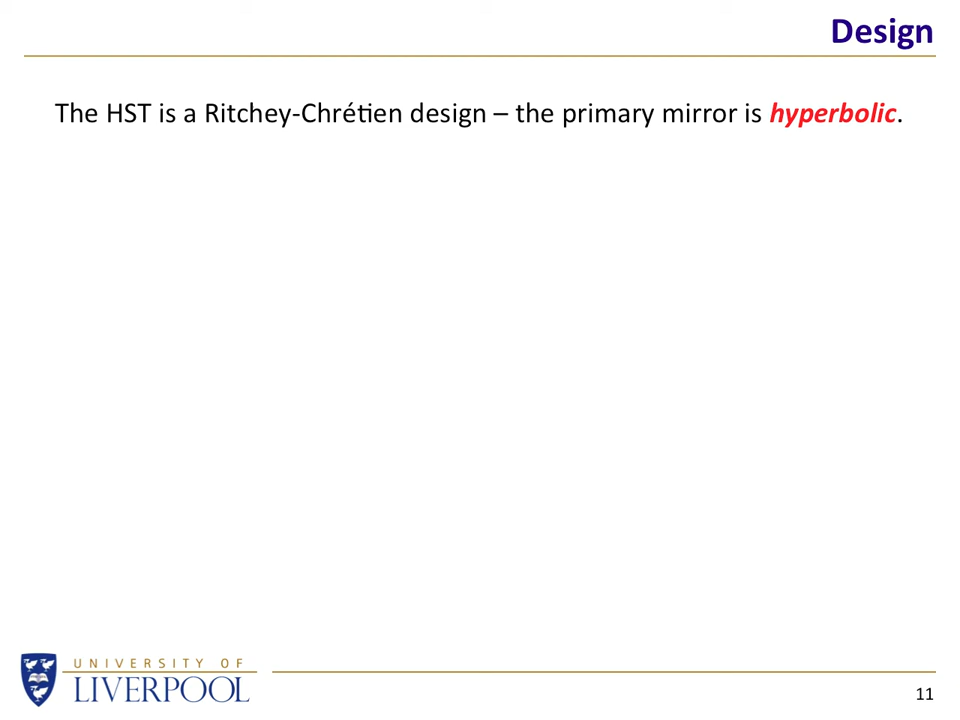 Design
The HST is a Ritchey-Chrétien design – the primary mirror is hyperbolic.
UNIVERSITY OF
LIVERPOOL
11